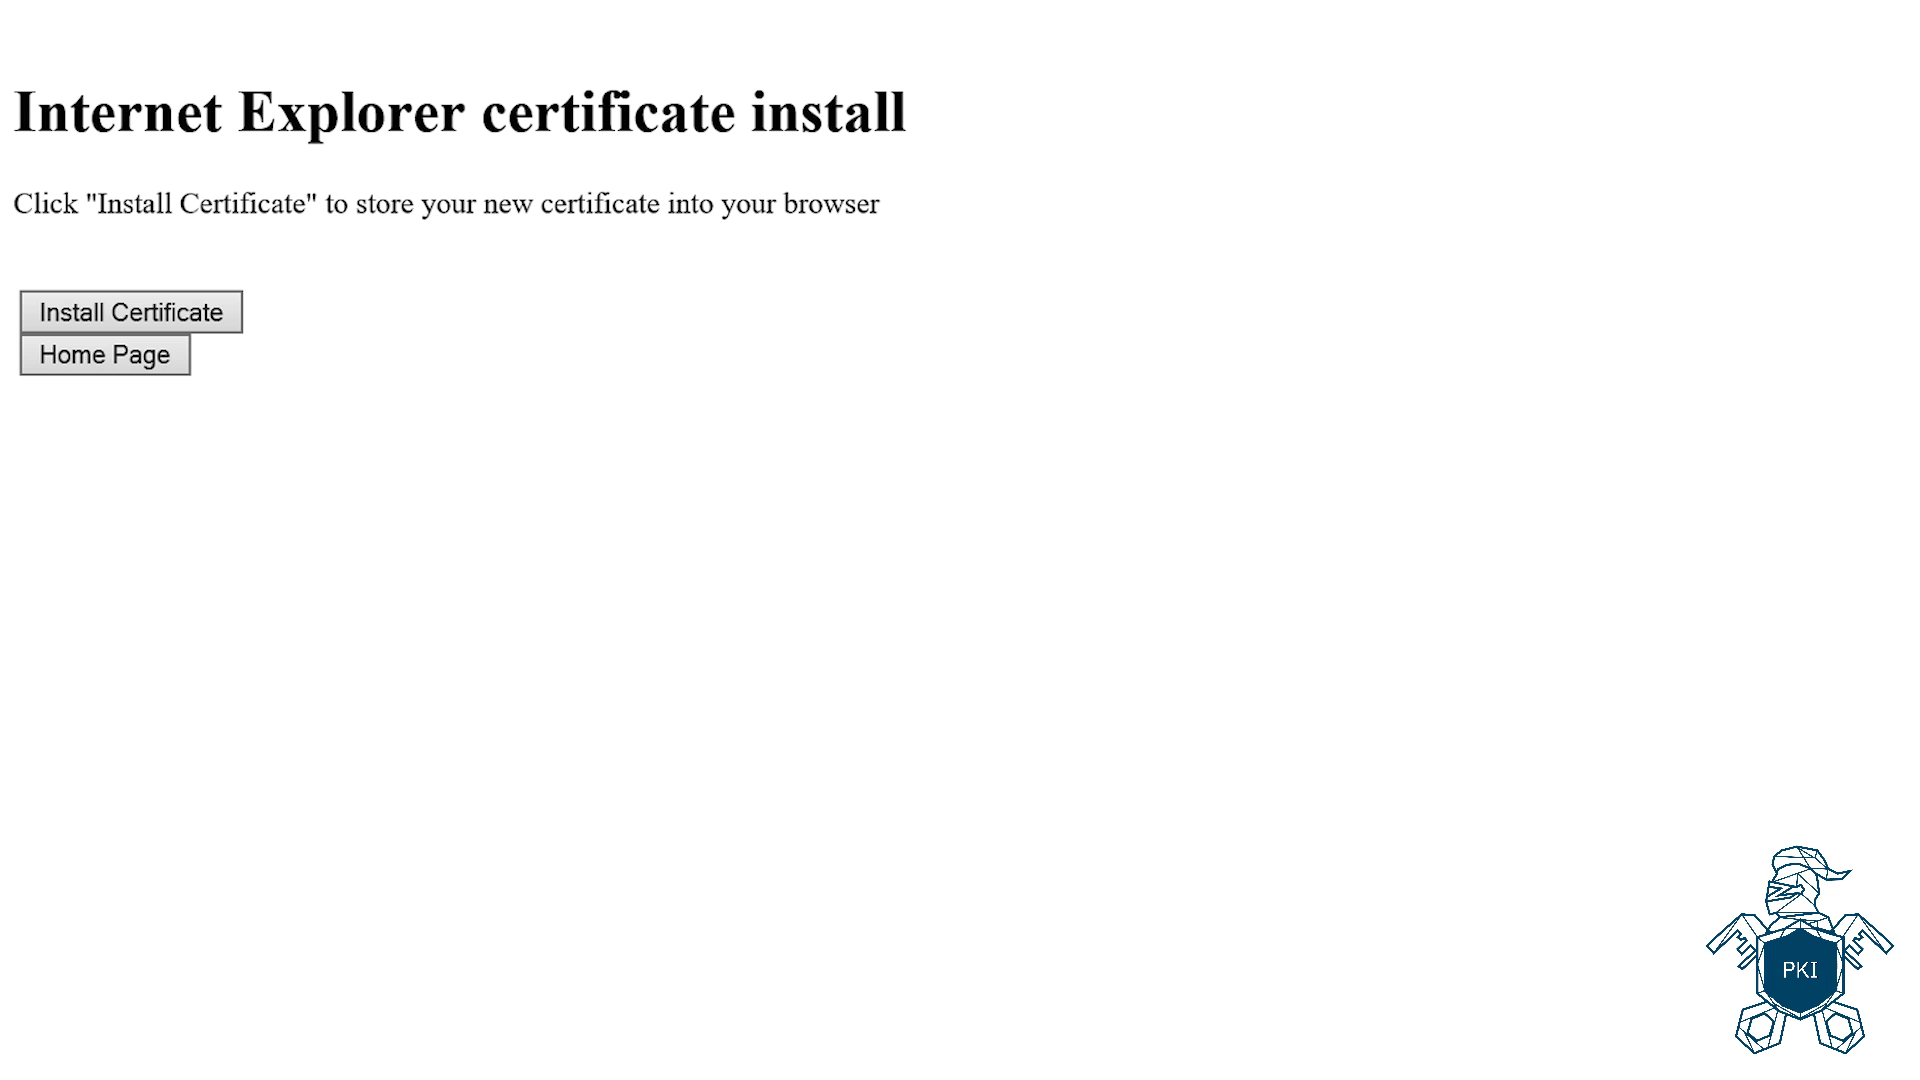 Internet Explorer certificate install
Click "Install Certificate" to store your new certificate into your browser
Install Certificate
Home Page
PKI